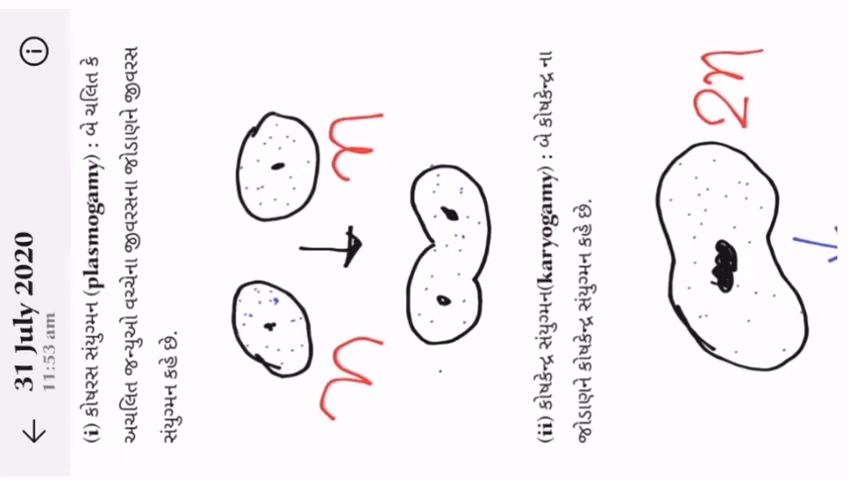 31 July 2020
11:53 am
(i) કોષરસ સંયુગ્મન (plasmogamy) : બે ચલિત કે
અચલિત જન્યુઓ વચ્ચેના જીવરસના જોડાણને જીવરસ
સંયુગ્મન કહે છે.
n n
(ii) કોષકેન્દ્ર સંયુગ્મન(karyogamy) : બે કોષકેન્દ્ર ના
જોડાણને કોષકેન્દ્ર સંયુગ્મન કહે છે.
2n